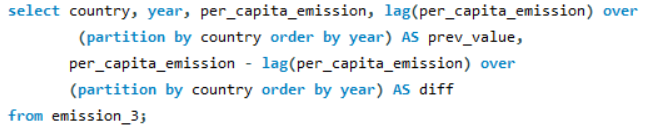 select country, year, per_capita_emission, lag(per_capita_emission) over
(partition by country order by year) AS prev_value,
per_capita_emission - lag(per_capita_emission) over
(partition by country order by year) AS diff
from emission_3;